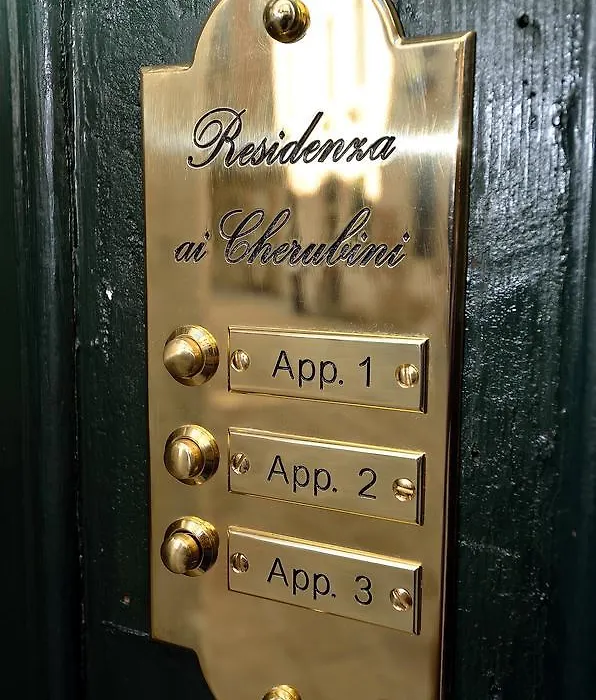 Residenza
ai Cherubini
App. 1
App. 2
App. 3